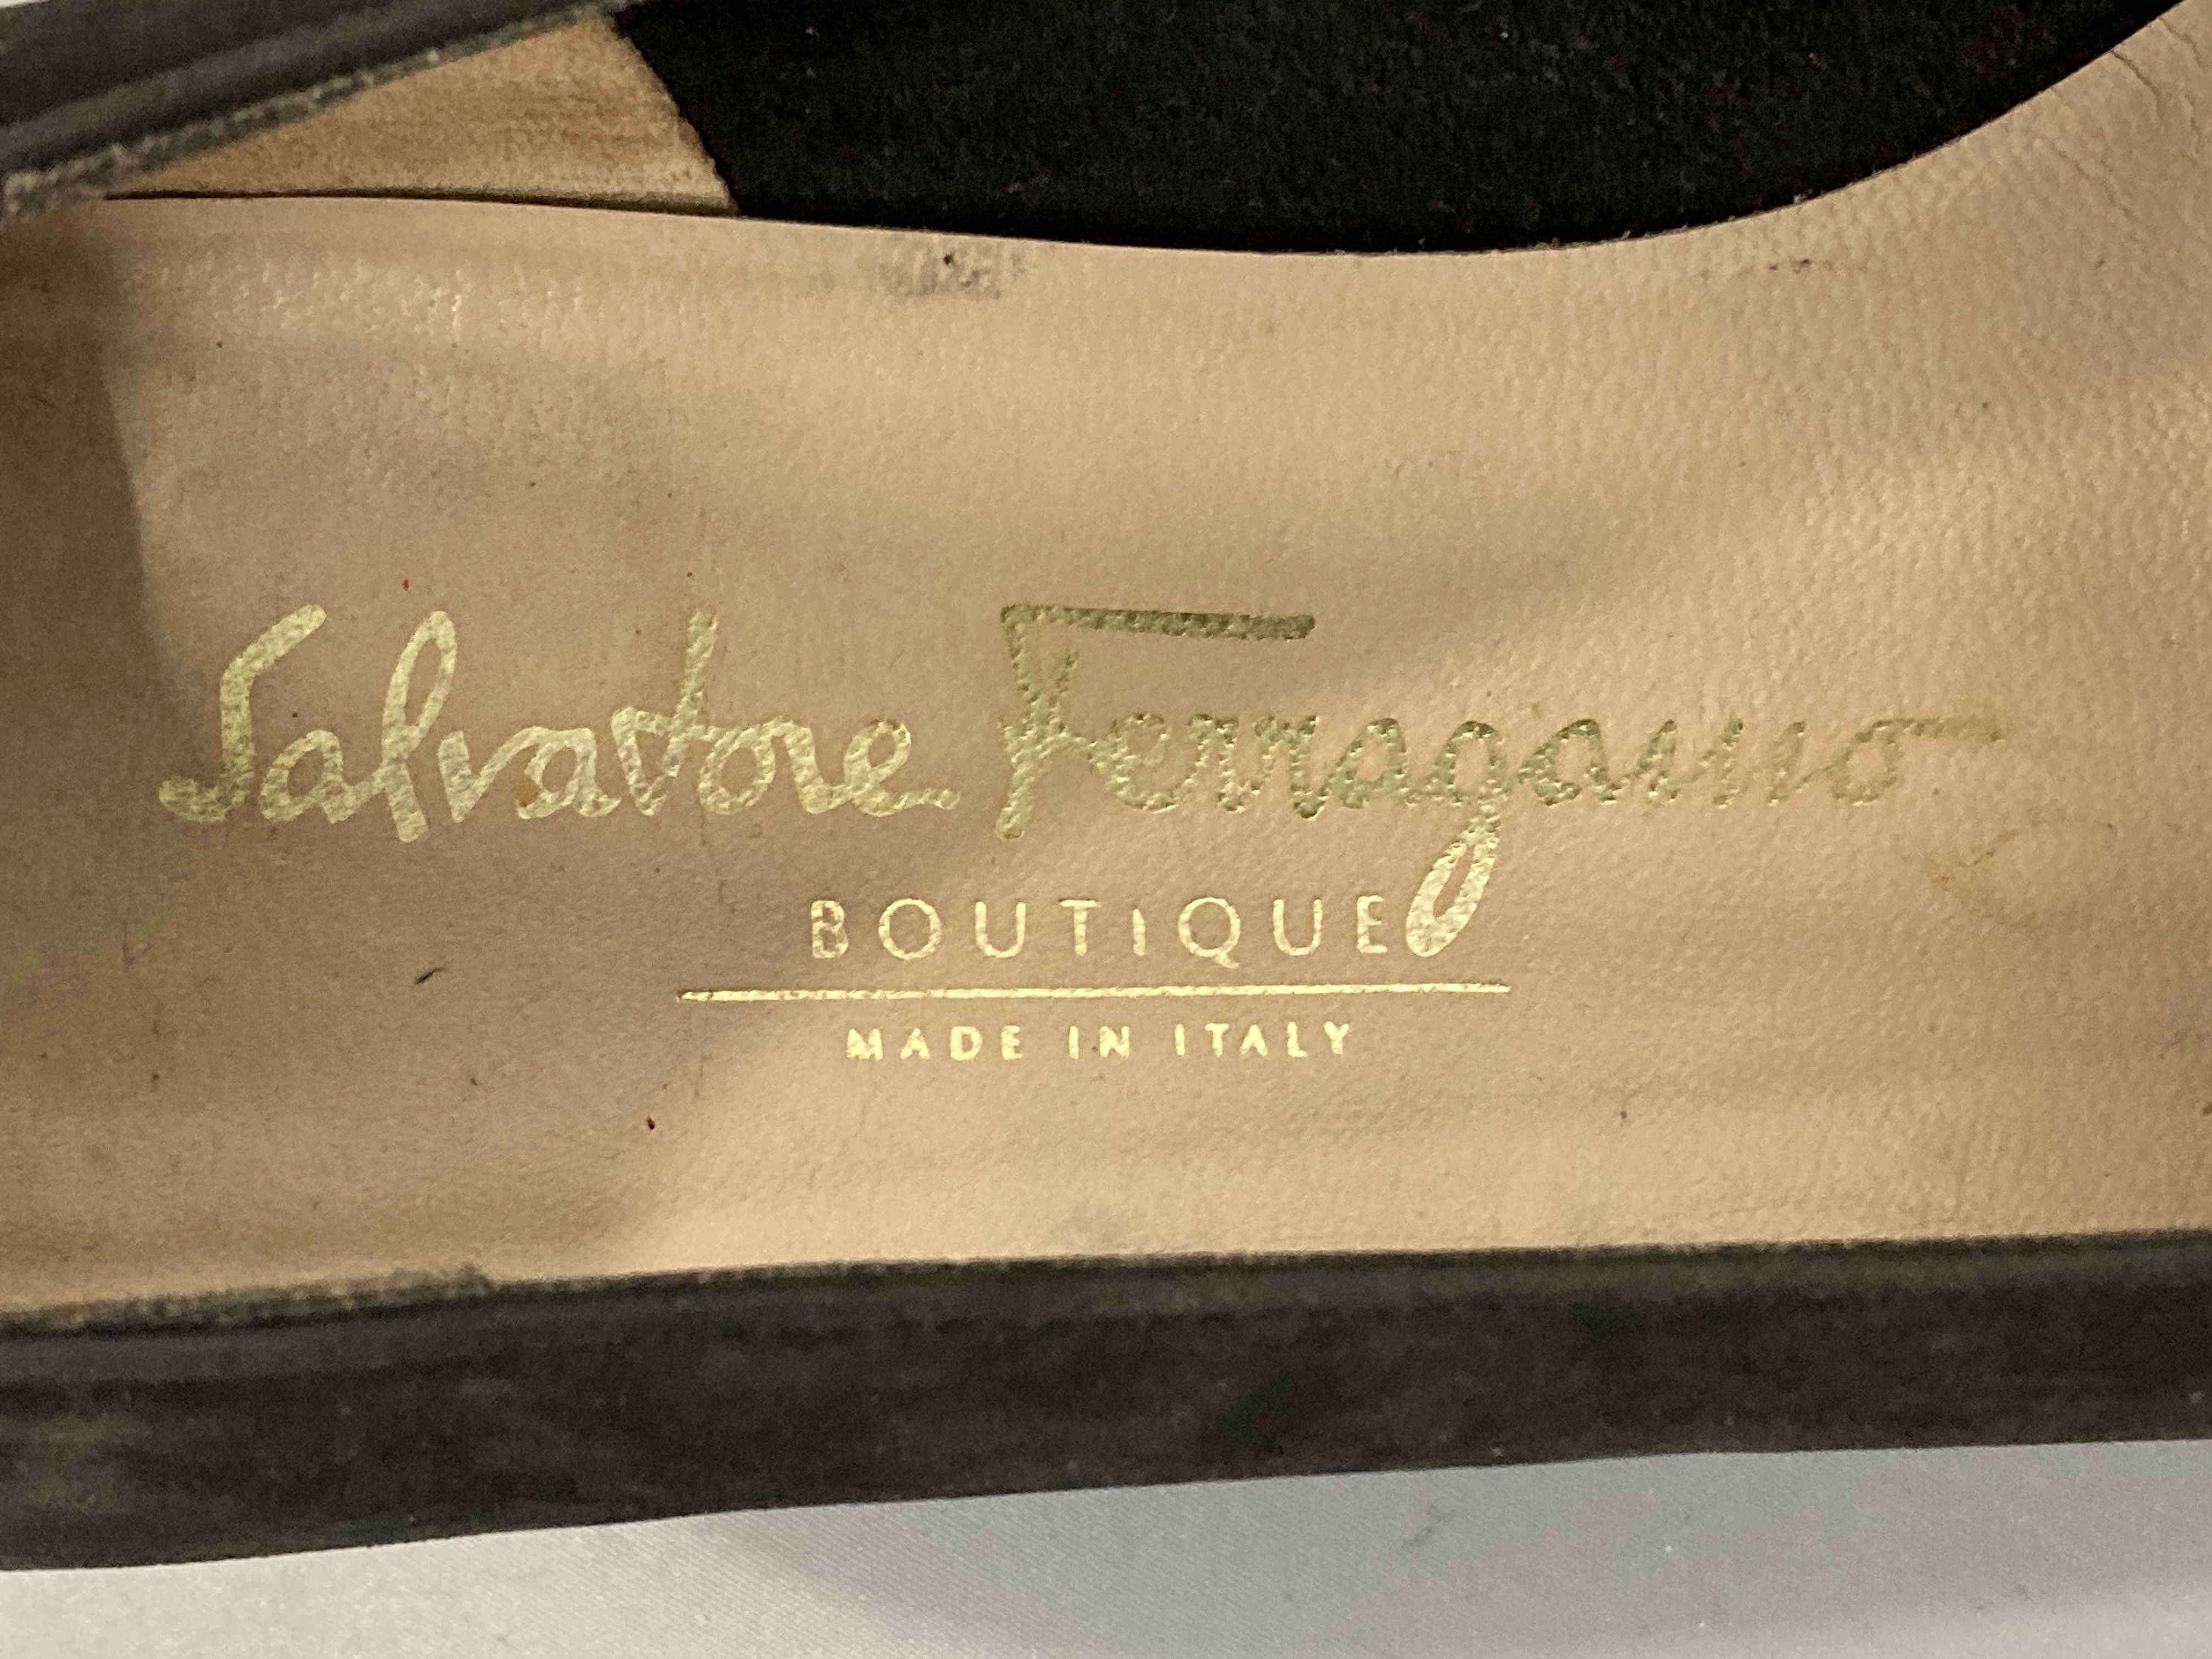 Salvatore Ferragamo
BOUTIQUE
MADE IN ITALY